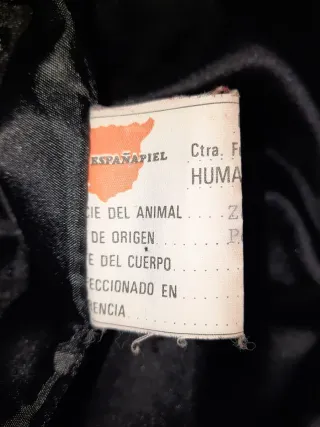 ESPAÑAPIEL
Ctra. F
HUMA
CIE DEL ANIMAL
DE ORIGEN
E DEL CUERPO
FECCIONADO EN
RENCIA